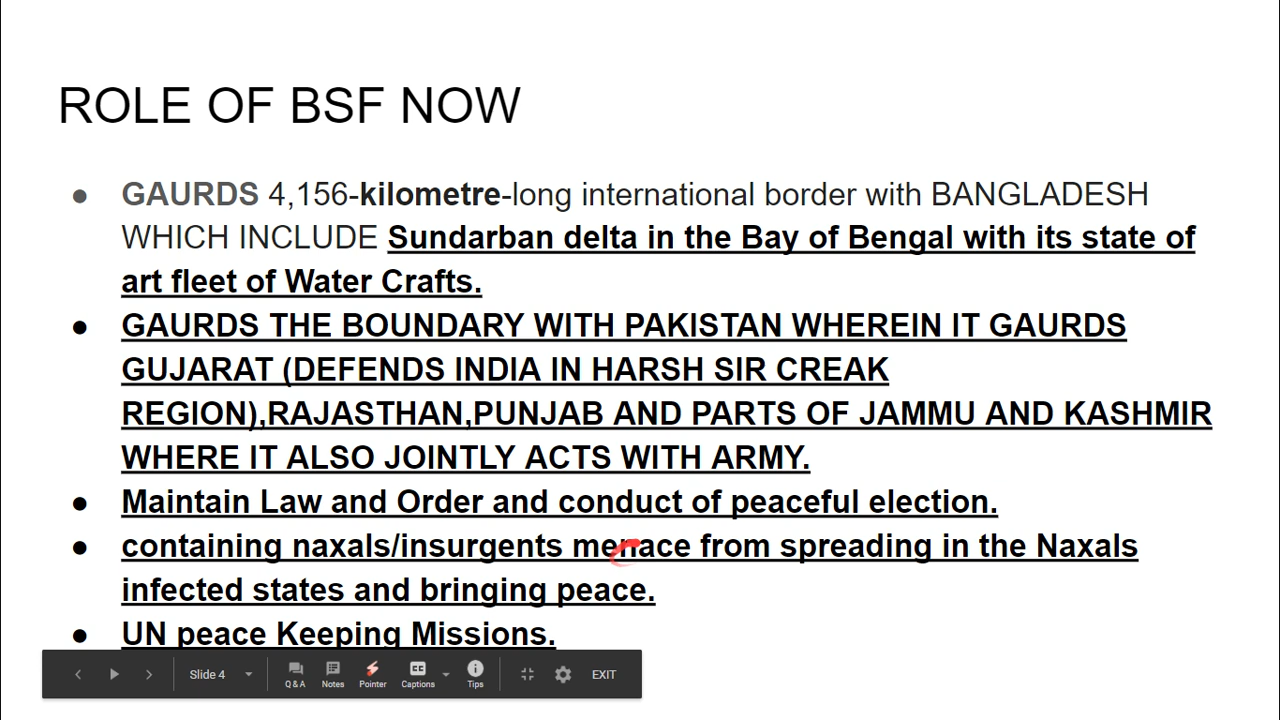 ROLE OF BSF NOW
● GAURDS 4,156-kilometre-long international border with BANGLADESH
WHICH INCLUDE Sundarban delta in the Bay of Bengal with its state of
art fleet of Water Crafts.
● GAURDS THE BOUNDARY WITH PAKISTAN WHEREIN IT GAURDS
GUJARAT (DEFENDS INDIA IN HARSH SIR CREAK
REGION),RAJASTHAN,PUNJAB AND PARTS OF JAMMU AND KASHMIR
WHERE IT ALSO JOINTLY ACTS WITH ARMY.
● Maintain Law and Order and conduct of peaceful election.
● containing naxals/insurgents menace from spreading in the Naxals
infected states and bringing peace.
● UN peace Keeping Missions.
Slide 4 Q & A Notes Pointer CC Captions Tips EXIT